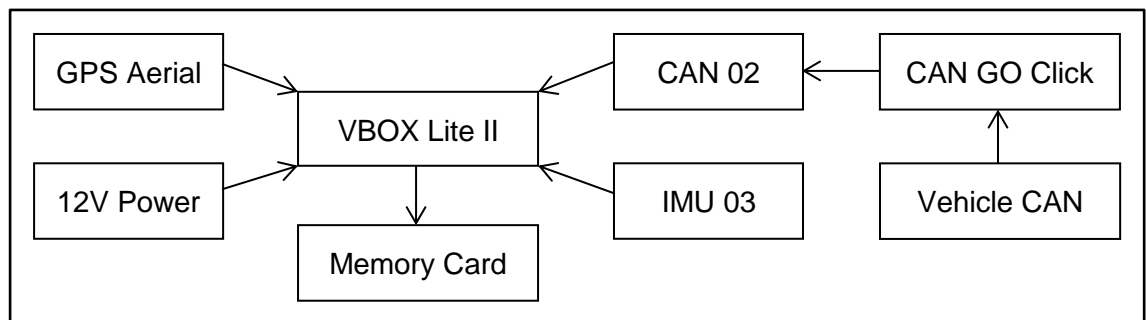 GPS Aerial
CAN 02
CAN GO Click
VBOX Lite II
12V Power
IMU 03
Vehicle CAN
Memory Card